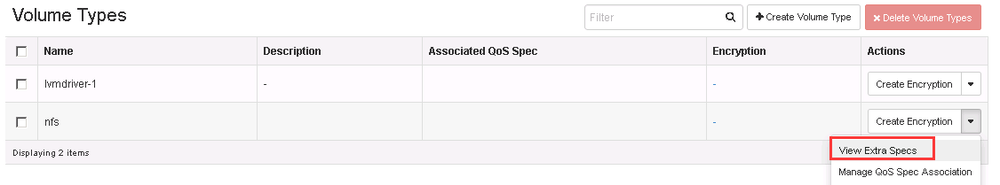 Volume Types
Filter
Create Volume Type
Delete Volume Types
Name Description Associated QoS Spec Encryption Actions
lvmdriver-1 - - Create Encryption
nfs - Create Encryption
Displaying 2 items
View Extra Specs
Manage QoS Spec Association